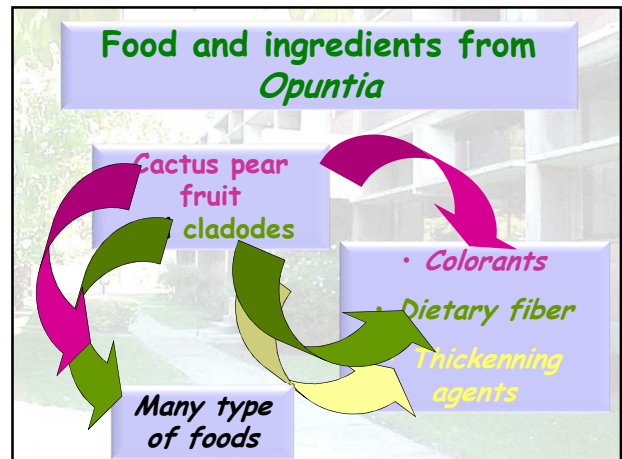 Food and ingredients from
Opuntia
Cactus pear
fruit
cladodes
• Colorants
• Dietary fiber
Thickenning
agents
Many type
of foods